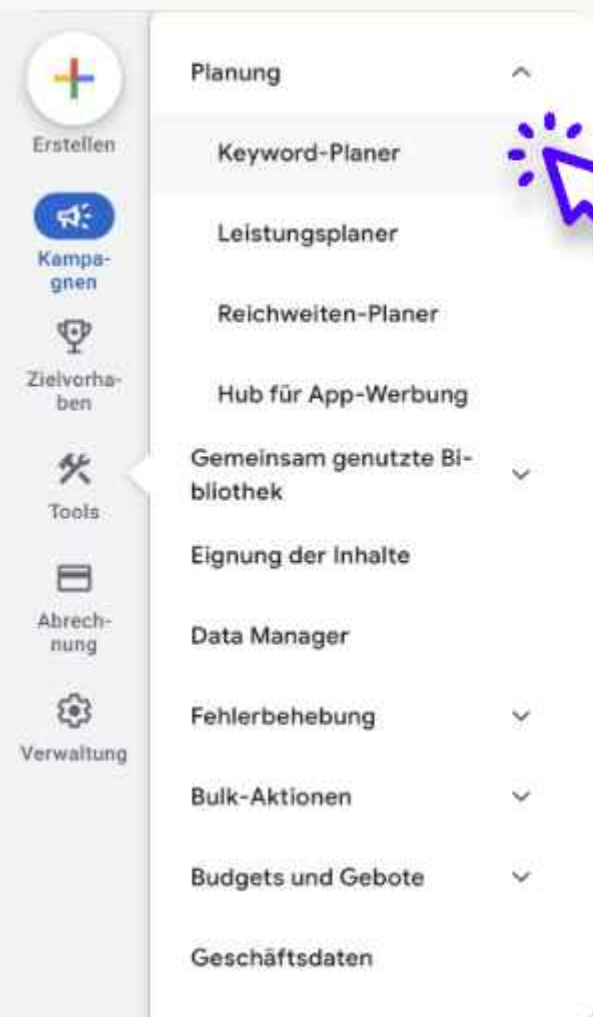 Erstellen
Kampa-
gnen
Zielvorha-
ben
Tools
Abrech-
nung
Verwaltung
Planung
Keyword-Planer
Leistungsplaner
Reichweiten-Planer
Hub für App-Werbung
Gemeinsam genutzte Bi-
bliothek
Eignung der Inhalte
Data Manager
Fehlerbehebung
Bulk-Aktionen
Budgets und Gebote
Geschäftsdaten